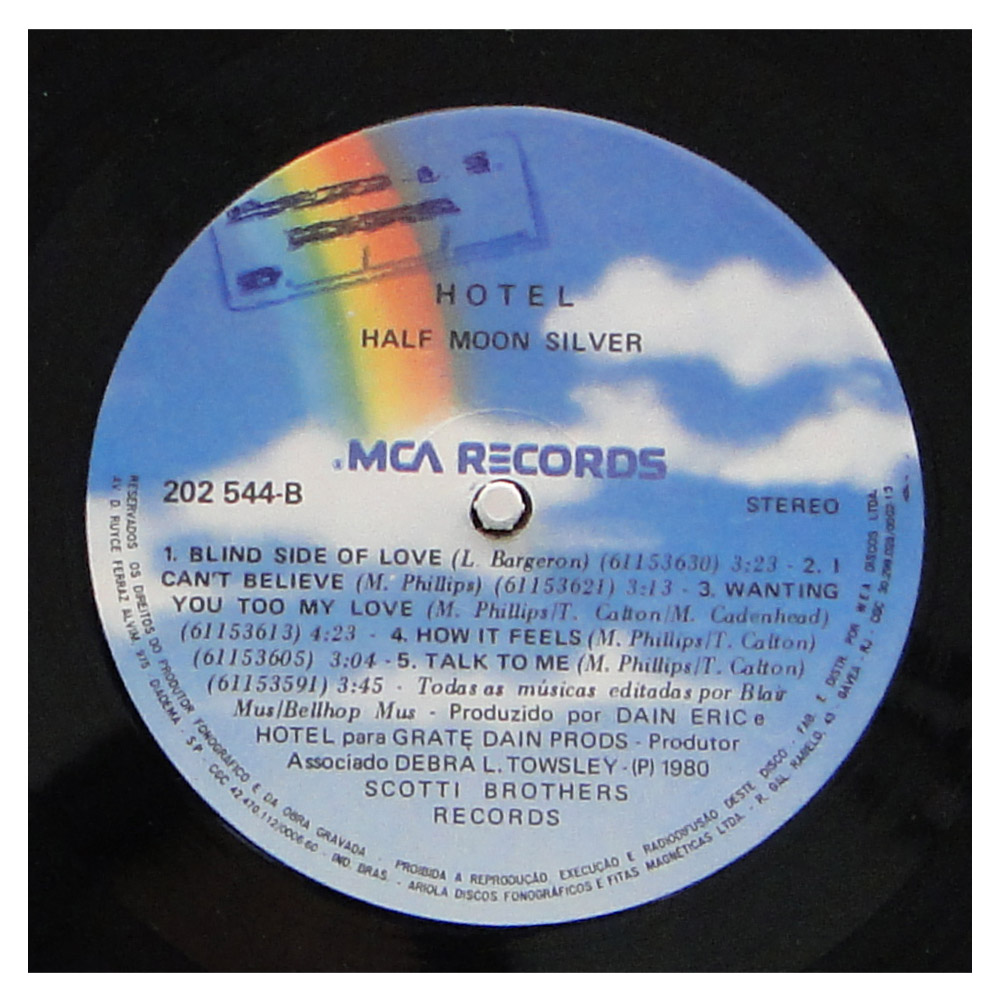 HOTEL
HALF MOON SILVER
MCA RECORDS
202 544-B
STEREO
1. BLIND SIDE OF LOVE (L. Bargeron) (61153630) 3:23 - 2. I
CAN'T BELIEVE (M. Phillips) (61153621) 3:13 - 3. WANTING
YOU TOO MY LOVE (M. Phillips/T. Calton/M. Cadenhead)
(61153613) 4:23 - 4. HOW IT FEELS (M. Phillips/T. Calton)
(61153605) 3:04 - 5. TALK TO ME (M. Phillips/T. Calton)
(61153591) 3:45 - Todas as músicas editadas por Blair
Mus/Bellhop Mus - Produzido por DAIN ERIC e
HOTEL para GRATE DAIN PRODS - Produtor
Associado DEBRA L. TOWSLEY - (P) 1980
SCOTTI BROTHERS
RECORDS
RESERVADOS OS DIREITOS DO PRODUTOR FONOGRÁFICO E DA OBRA GRAVADA - PROIBIDA A REPRODUÇÃO, EXECUÇÃO E RADIODIFUSÃO DESTE DISCO - FAB. E DISTR. POR WEA DISCOS LTDA.
AV. D. RUYCE FERRAZ ALVIM, 975 DIADEMA - S.P. - CGC 42.470.112/0006-60 - IND. BRAS. - ARIOLA DISCOS FONOGRÁFICOS E FITAS MAGNÉTICAS LTDA. - R. GAL. RABELO, 43 - GAVEA - RJ - CGC